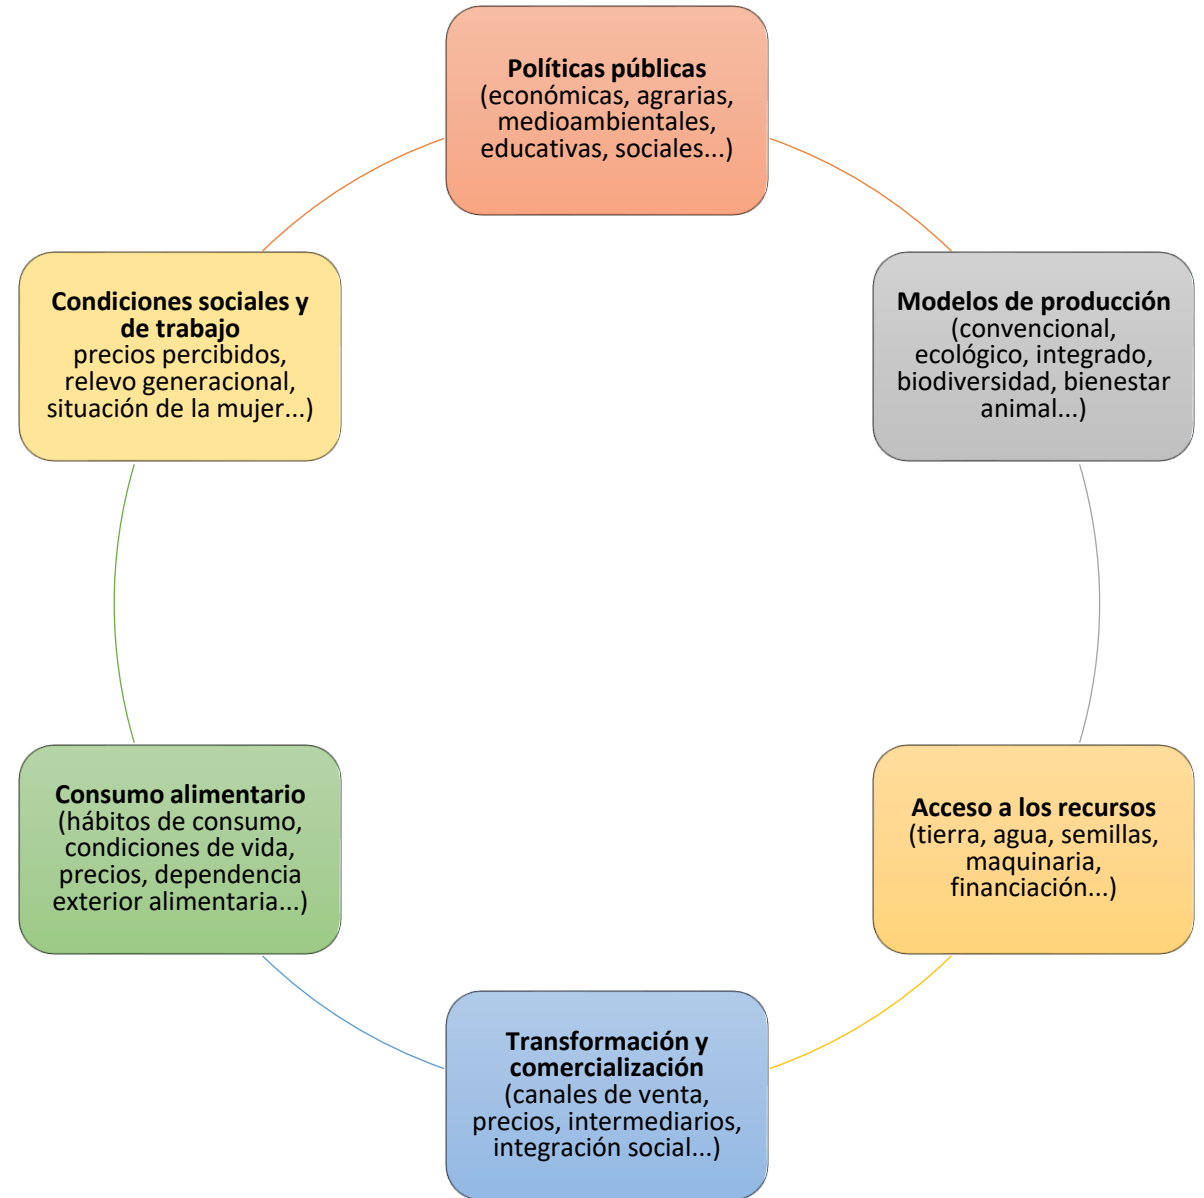 Políticas públicas
(económicas, agrarias,
medioambientales,
educativas, sociales...)
Modelos de producción
(convencional,
ecológico, integrado,
biodiversidad, bienestar
animal...)
Acceso a los recursos
(tierra, agua, semillas,
maquinaria,
financiación...)
Transformación y
comercialización
(canales de venta,
precios, intermediarios,
integración social...)
Consumo alimentario
(hábitos de consumo,
condiciones de vida,
precios, dependencia
exterior alimentaria...)
Condiciones sociales y
de trabajo
precios percibidos,
relevo generacional,
situación de la mujer...)